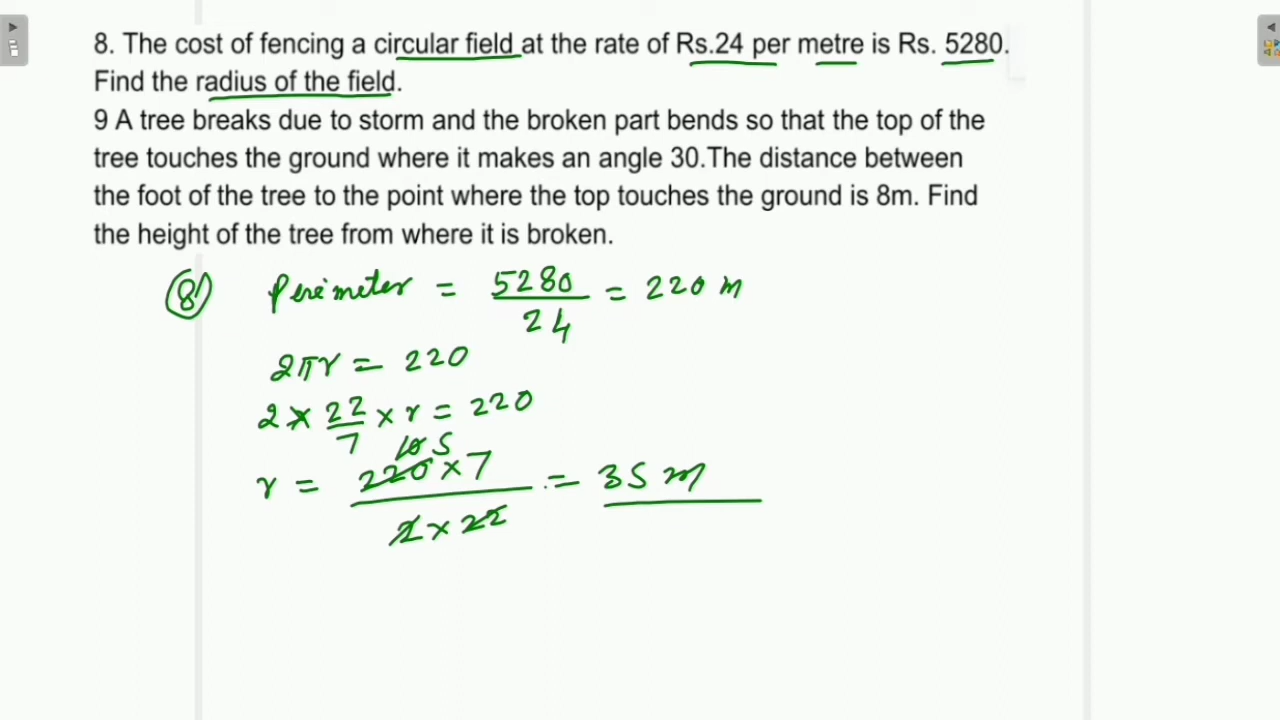 8. The cost of fencing a circular field at the rate of Rs.24 per metre is Rs. 5280.
Find the radius of the field.
9 A tree breaks due to storm and the broken part bends so that the top of the
tree touches the ground where it makes an angle 30.The distance between
the foot of the tree to the point where the top touches the ground is 8m. Find
the height of the tree from where it is broken.
8) Perimeter = 5280/24 = 220 m
2πr = 220
2 × 22/7 × r = 220
10 5
r = 220 × 7 / 2 × 22 = 35 m